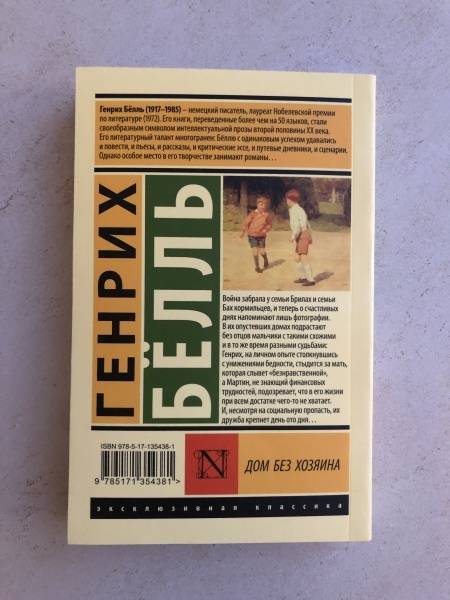 Генрих Бёлль (1917–1985) – немецкий писатель, лауреат Нобелевской премии
по литературе (1972). Его книги, переведенные более чем на 50 языков, стали
своеобразным символом интеллектуальной прозы второй половины XX века.
Его литературный талант многогранен: Бёллю с одинаковым успехом удавались
и повести, и пьесы, и рассказы, и критические эссе, и путевые дневники, и сценарии.
Однако особое место в его творчестве занимают романы…
ГЕНРИХ
БЁЛЛЬ
Война забрала у семьи Брилах и семьи
Бах кормильцев, и теперь о счастливых
днях напоминают лишь фотографии.
В их опустевших домах подрастают
без отцов мальчики с такими схожими
и в то же время разными судьбами:
Генрих, на личном опыте столкнувшись
с унижениями бедности, стыдится за мать,
которая слывет «безнравственной»,
а Мартин, не знающий финансовых
трудностей, подозревает, что в его жизни
при всем достатке чего-то не хватает.
И, несмотря на социальную пропасть, их
дружба крепнет день ото дня…
ISBN 978-5-17-135438-1
9 785171 354381 >
N
ДОМ БЕЗ ХОЗЯИНА
эксклюзивная классика